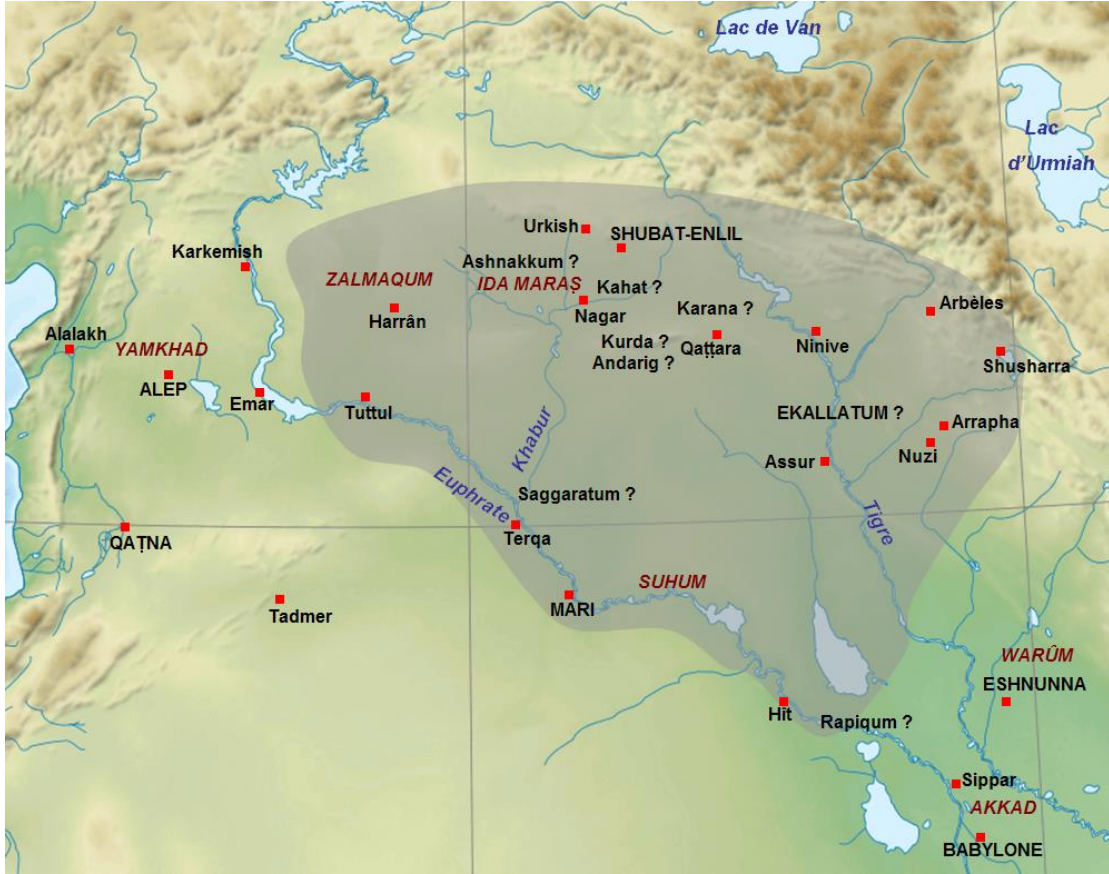 Lac de Van
Lac
d'Urmiah
Urkish
SHUBAT-ENLIL
Karkemish
Ashnakkum ?
ZALMAQUM
IDA MARAȘ
Kahat ?
Nagar
Karana ?
Arbèles
Harrân
Alalakh
YAMKHAD
Kurda ?
Qaṭṭara
Ninive
Andarig ?
Shusharra
ALEP
Emar
Tuttul
EKALLATUM ?
Arrapha
Khabur
Nuzi
Assur
Euphrate
Saggaratum ?
Tigre
Terqa
QAṬNA
SUHUM
MARI
Tadmer
WARÛM
ESHNUNNA
Hît
Rapiqum ?
Sippar
AKKAD
BABYLONE